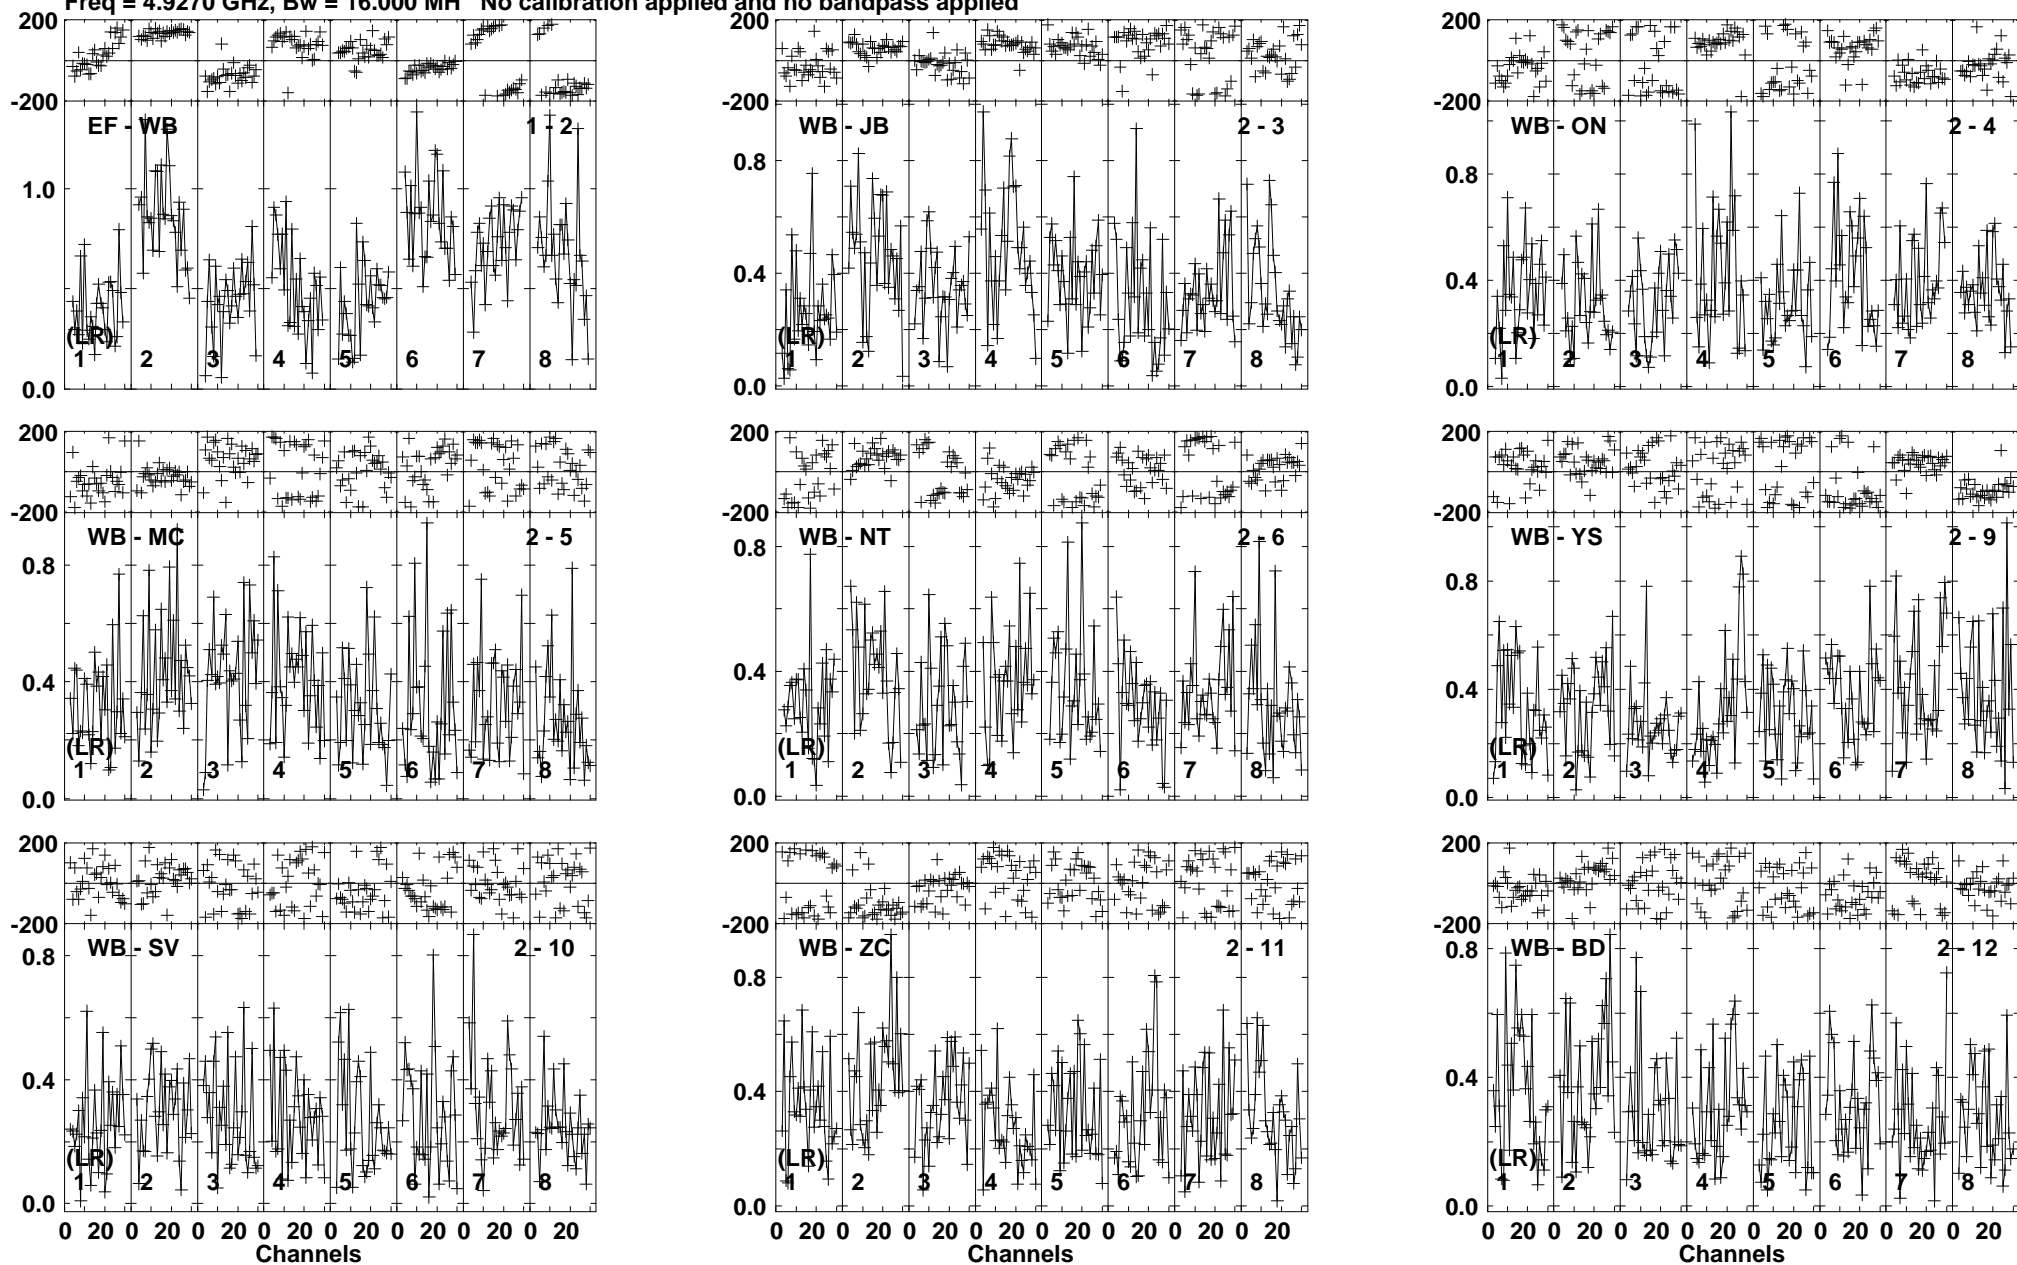 Freq = 4.9270 GHz, Bw = 16.000 MH No calibration applied and no bandpass applied
200 200 200
-200 -200 -200
EF - WB 1 - 2 WB - JB 2 - 3 WB - ON 2 - 4
1.0 0.8 0.8
0.4 0.4
(LR) (LR) (LR)
1 2 3 4 5 6 7 8 1 2 3 4 5 6 7 8 1 2 3 4 5 6 7 8
0.0 0.0 0.0
200 200 200
-200 -200 -200
WB - MC 2 - 5 WB - NT 2 - 6 WB - YS 2 - 9
0.8 0.8 0.8
0.4 0.4 0.4
(LR) (LR) (LR)
1 2 3 4 5 6 7 8 1 2 3 4 5 6 7 8 1 2 3 4 5 6 7 8
0.0 0.0 0.0
200 200 200
-200 -200 -200
WB - SV 2 - 10 WB - ZC 2 - 11 WB - BD 2 - 12
0.8 0.8 0.8
0.4 0.4 0.4
(LR) (LR) (LR)
1 2 3 4 5 6 7 8 1 2 3 4 5 6 7 8 1 2 3 4 5 6 7 8
0.0 0.0 0.0
0 20 0 20 0 20 0 20 0 20 0 20 0 20 0 20 0 20 0 20 0 20 0 20 0 20 0 20 0 20 0 20 0 20 0 20 0 20 0 20 0 20 0 20 0 20 0 20
Channels Channels Channels